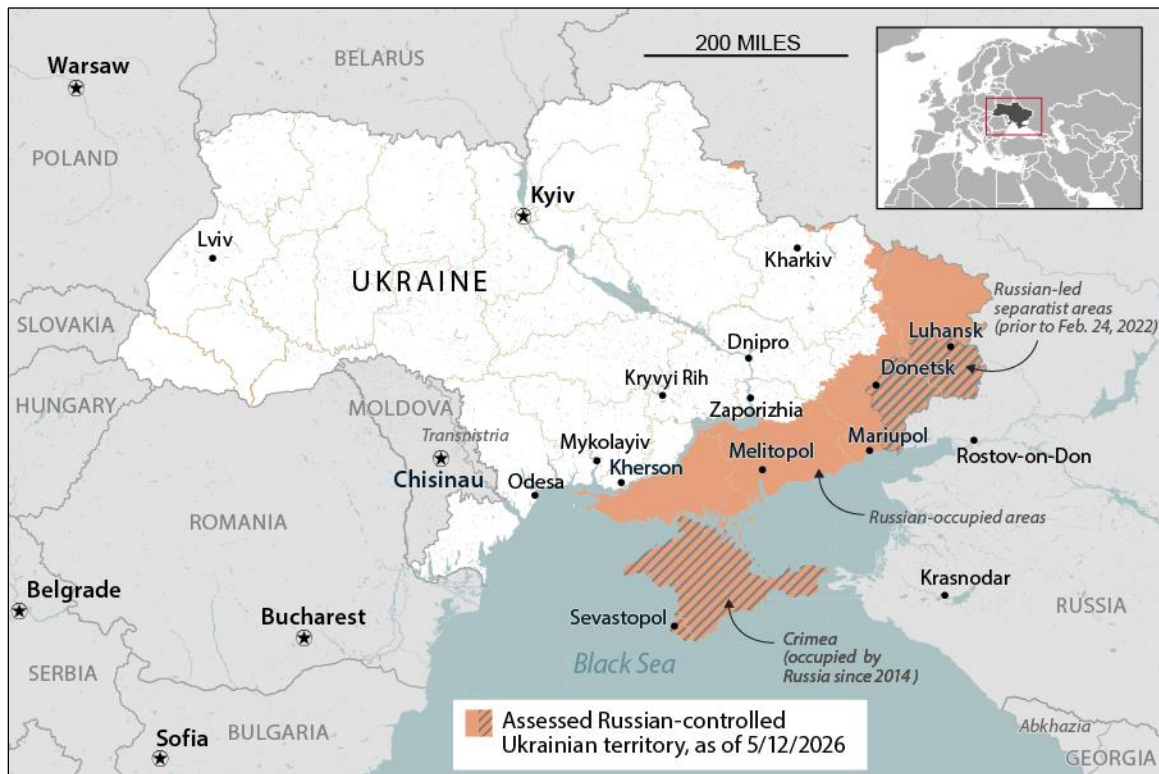 200 MILES
BELARUS
Warsaw
POLAND
Kyiv
Lviv
Kharkiv
UKRAINE
Russian-led
separatist areas
(prior to Feb. 24, 2022)
SLOVAKIA
Luhansk
Dnipro
Donetsk
Kryvyi Rih
HUNGARY
MOLDOVA
Zaporizhia
Transnistria
Mykolayiv
Mariupol
Melitopol
Rostov-on-Don
Kherson
Chisinau
Odesa
Russian-occupied areas
ROMANIA
Krasnodar
Belgrade
RUSSIA
Bucharest
Sevastopol
Crimea
(occupied by
Russia since 2014)
Black Sea
SERBIA
Assessed Russian-controlled
Ukrainian territory, as of 5/12/2026
Abkhazia
BULGARIA
Sofia
GEORGIA